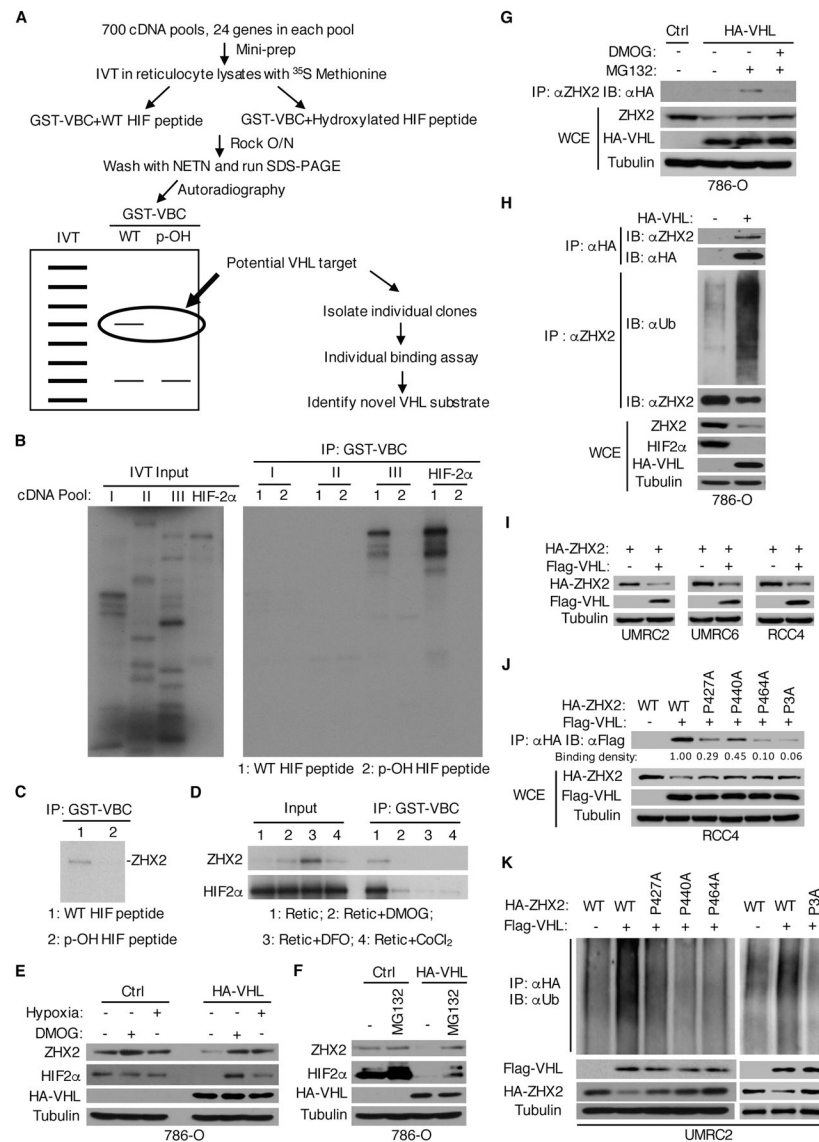 A
700 cDNA pools, 24 genes in each pool
Mini-prep
IVT in reticulocyte lysates with ³⁵S Methionine
GST-VBC+WT HIF peptide GST-VBC+Hydroxylated HIF peptide
Rock O/N
Wash with NETN and run SDS-PAGE
Autoradiography
GST-VBC
IVT WT p-OH
Potential VHL target
Isolate individual clones
Individual binding assay
Identify novel VHL substrate
B
IP: GST-VBC
IVT Input I II III HIF-2α
cDNA Pool: I II III HIF-2α 1 2 1 2 1 2 1 2
1: WT HIF peptide 2: p-OH HIF peptide
C
IP: GST-VBC
1 2
-ZHX2
1: WT HIF peptide
2: p-OH HIF peptide
D
Input IP: GST-VBC
1 2 3 4 1 2 3 4
ZHX2
HIF2α
1: Retic; 2: Retic+DMOG;
3: Retic+DFO; 4: Retic+CoCl₂
E
Ctrl HA-VHL
Hypoxia: - - + - - +
DMOG: - + - - + -
ZHX2
HIF2α
HA-VHL
Tubulin
786-O
F
Ctrl HA-VHL
- MG132 - MG132
ZHX2
HIF2α
HA-VHL
Tubulin
786-O
G
Ctrl HA-VHL
DMOG: - - - +
MG132: - - + +
IP: αZHX2 IB: αHA
WCE
ZHX2
HA-VHL
Tubulin
786-O
H
HA-VHL: - +
IP: αHA
IB: αZHX2
IB: αHA
IP : αZHX2
IB: αUb
IB: αZHX2
WCE
ZHX2
HIF2α
HA-VHL
Tubulin
786-O
I
HA-ZHX2: + + + + + +
Flag-VHL: - + - + - +
HA-ZHX2
Flag-VHL
Tubulin
UMRC2 UMRC6 RCC4
J
HA-ZHX2: WT WT P427A P440A P464A P3A
Flag-VHL: - + + + + +
IP: αHA IB: αFlag
Binding density: 1.00 0.29 0.45 0.10 0.06
WCE
HA-ZHX2
Flag-VHL
Tubulin
RCC4
K
HA-ZHX2: WT WT P427A P440A P464A WT WT P3A
Flag-VHL: - + + + + - + +
IP: αHA
IB: αUb
Flag-VHL
HA-ZHX2
Tubulin
UMRC2